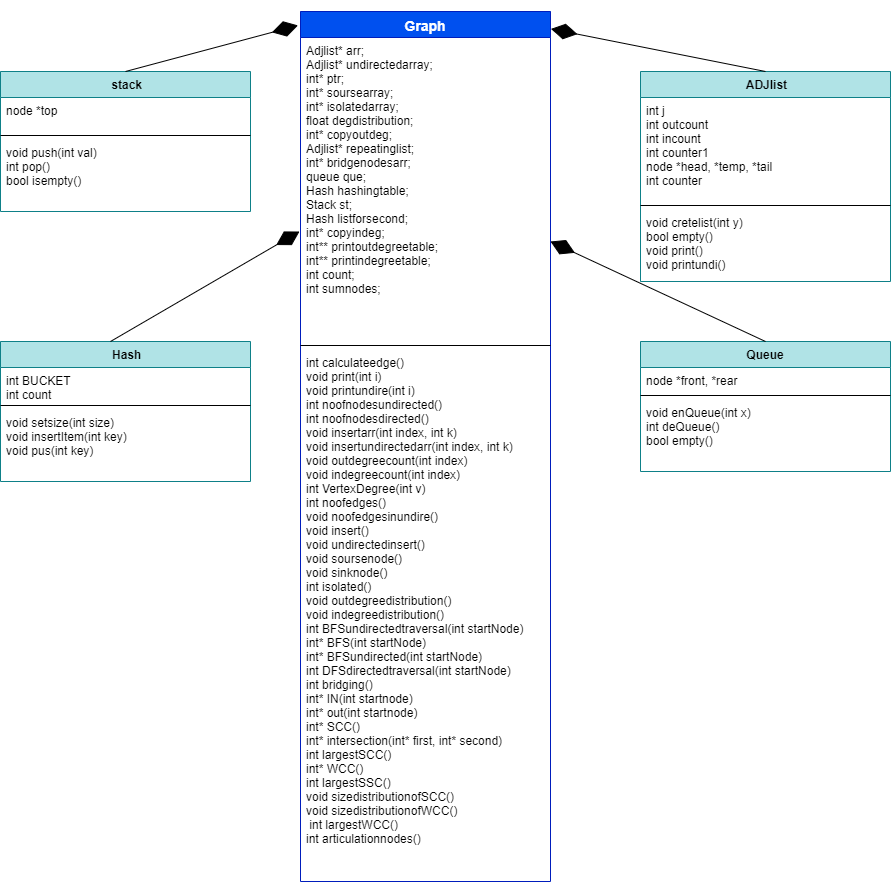 Graph
Adjlist* arr;
Adjlist* undirectedarray;
int* ptr;
int* soursearray;
int* isolatedarray;
float degdistribution;
int* copyoutdeg;
Adjlist* repeatinglist;
int* bridgenodesarr;
queue que;
Hash hashingtable;
Stack st;
Hash listforsecond;
int* copyindeg;
int** printoutdegreetable;
int** printindegreetable;
int count;
int sumnodes;
int calculateedge()
void print(int i)
void printundire(int i)
int noofnodesundirected()
int noofnodesdirected()
void insertarr(int index, int k)
void insertundirectedarr(int index, int k)
void outdegreecount(int index)
void indegreecount(int index)
int VertexDegree(int v)
int noofedges()
void noofedgesinundire()
void insert()
void undirectedinsert()
void soursenode()
void sinknode()
int isolated()
void outdegreedistribution()
void indegreedistribution()
int BFSundirectedtraversal(int startNode)
int* BFS(int startNode)
int* BFSundirected(int startNode)
int DFSdirectedtraversal(int startNode)
int bridging()
int* IN(int startnode)
int* out(int startnode)
int* SCC()
int* intersection(int* first, int* second)
int largestSCC()
int* WCC()
int largestSSC()
void sizedistributionofSCC()
void sizedistributionofWCC()
int largestWCC()
int articulationnodes()
stack
node *top
void push(int val)
int pop()
bool isempty()
ADJlist
int j
int outcount
int incount
int counter1
node *head, *temp, *tail
int counter
void cretelist(int y)
bool empty()
void print()
void printundi()
Hash
int BUCKET
int count
void setsize(int size)
void insertItem(int key)
void pus(int key)
Queue
node *front, *rear
void enQueue(int x)
int deQueue()
bool empty()